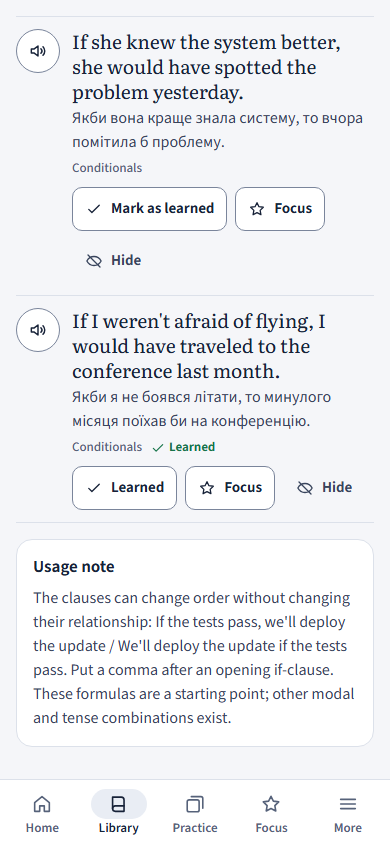 If she knew the system better,
she would have spotted the
problem yesterday.
Якби вона краще знала систему, то вчора
помітила б проблему.
Conditionals
Mark as learned
Focus
Hide
If I weren't afraid of flying, I
would have traveled to the
conference last month.
Якби я не боявся літати, то минулого
місяця поїхав би на конференцію.
Conditionals Learned
Learned
Focus
Hide
Usage note
The clauses can change order without changing
their relationship: If the tests pass, we'll deploy
the update / We'll deploy the update if the tests
pass. Put a comma after an opening if-clause.
These formulas are a starting point; other modal
and tense combinations exist.
Home
Library
Practice
Focus
More